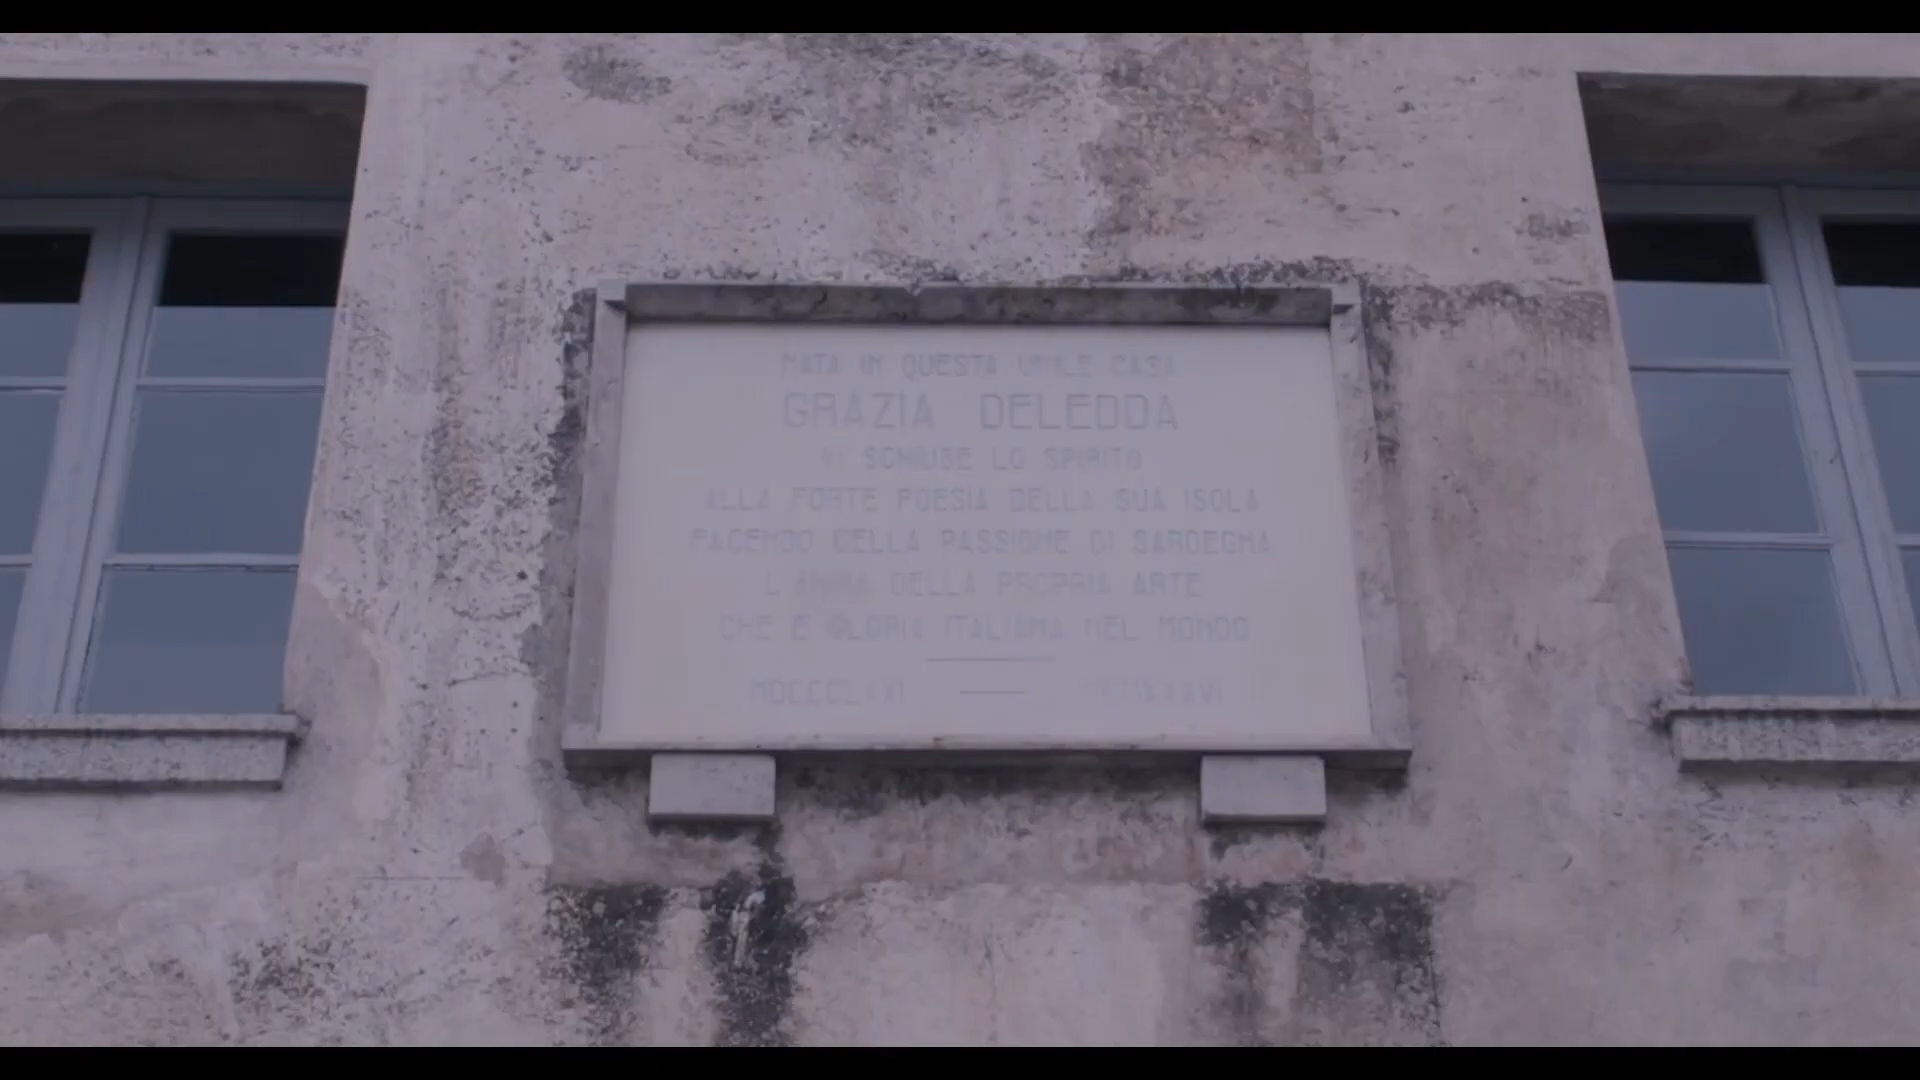 NATA IN QUESTA UMILE CASA
GRAZIA DELEDDA
VI SCHIUSE LO SPIRITO
ALLA FORTE POESIA DELLA SUA ISOLA
FACENDO DELLA PASSIONE DI SARDEGNA
L'ANIMA DELLA PROPRIA ARTE
CHE E GLORIA ITALIANA NEL MONDO
MDCCCLXXI —